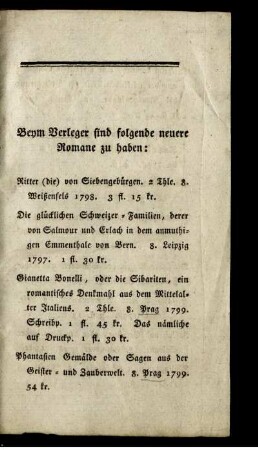 Beym Verleger sind folgende neuere
Romane zu haben:
Ritter (die) von Siebengebürgen. 2 Thle. 8.
Weißenfels 1798. 3 fl. 15 kr.
Die glücklichen Schweizer-Familien, derer
von Salmour und Erlach in dem anmuthi-
gen Emmenthale von Bern. 8. Leipzig
1797. 1 fl. 30 kr.
Gianetta Bonelli, oder die Sibariten, ein
romantisches Denkmahl aus dem Mittelal-
ter Italiens. 2 Thle. 8. Prag 1799.
Schreibp. 1 fl. 45 kr. Das nämliche
auf Druckp. 1 fl. 30 kr.
Phantasien Gemälde oder Sagen aus der
Geister- und Zauberwelt. 8. Prag 1799.
54 kr.